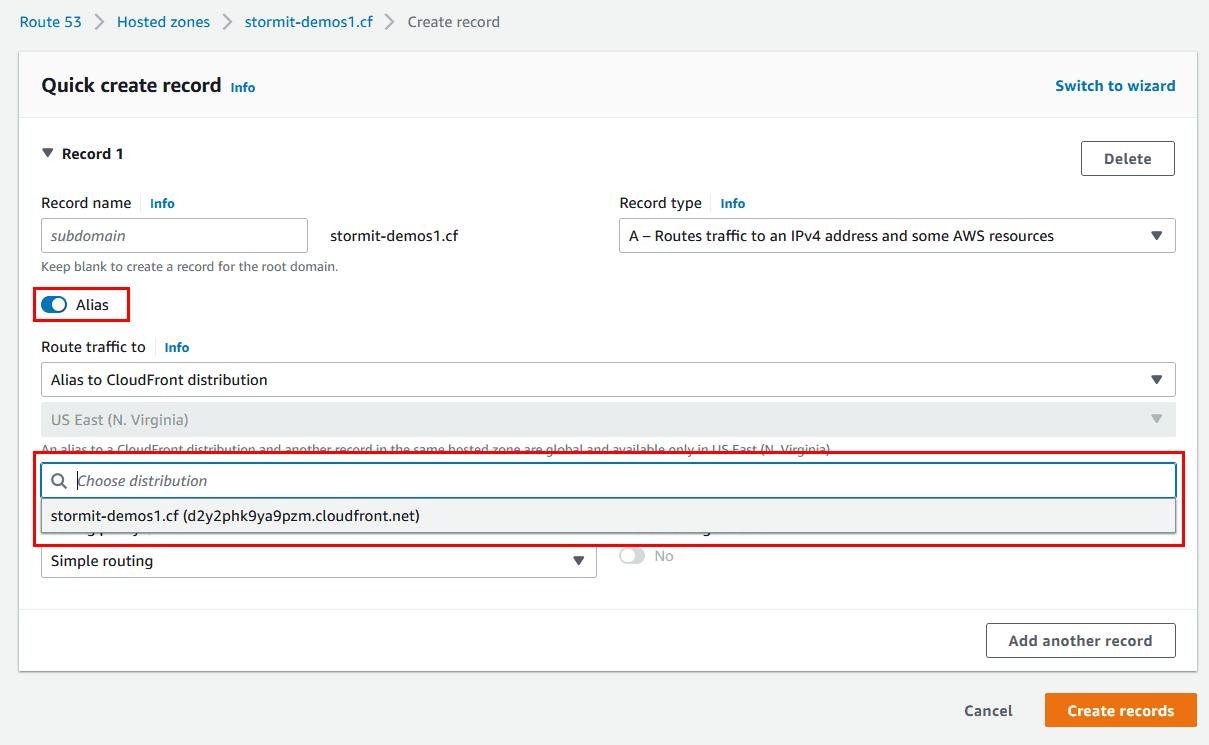 Route 53 > Hosted zones > stormit-demos1.cf > Create record
Quick create record Info
Switch to wizard
Record 1
Delete
Record name Info
Record type Info
subdomain
stormit-demos1.cf
A – Routes traffic to an IPv4 address and some AWS resources
Keep blank to create a record for the root domain.
Alias
Route traffic to Info
Alias to CloudFront distribution
US East (N. Virginia)
An alias to a CloudFront distribution and another record in the same hosted zone are global and available only in US East (N. Virginia).
Choose distribution
stormit-demos1.cf (d2y2phk9ya9pzm.cloudfront.net)
Simple routing
No
Add another record
Cancel
Create records